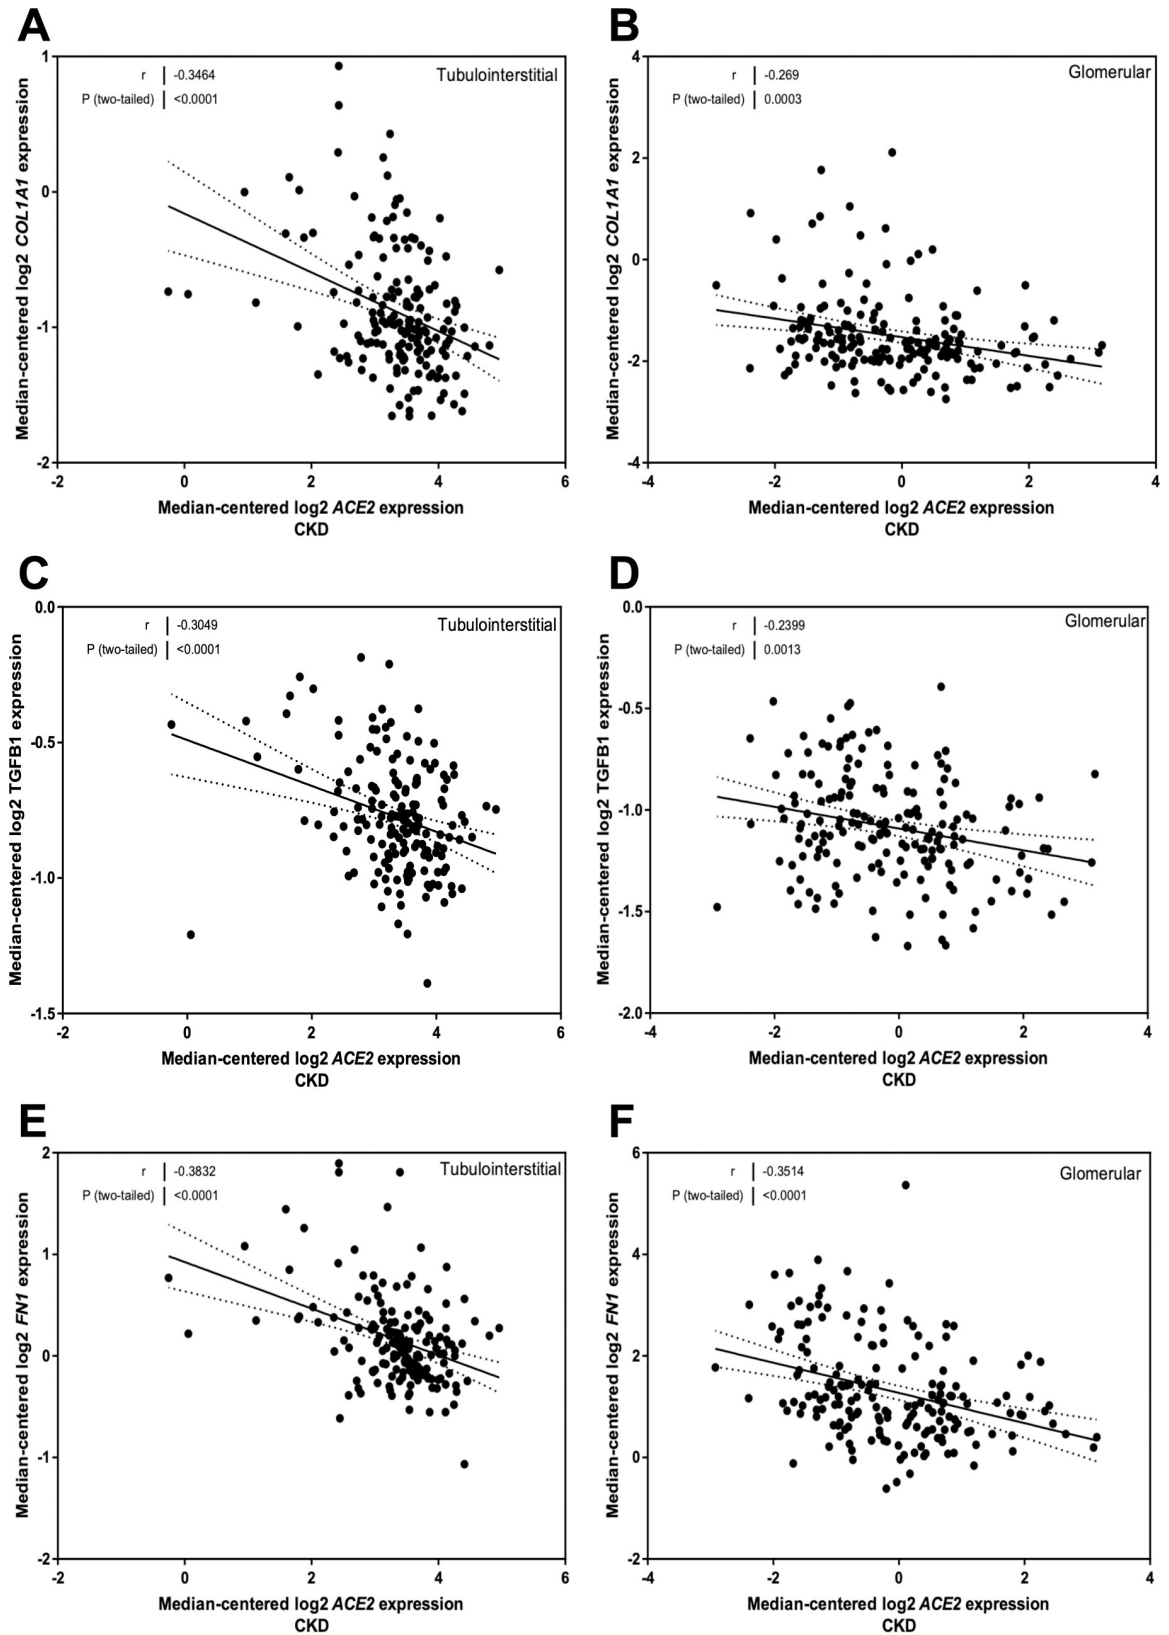 A
Median-centered log2 COL1A1 expression
r -0.3464
P (two-tailed) <0.0001
Tubulointerstitial
1
0
-1
-2
-2 0 2 4 6
Median-centered log2 ACE2 expression
CKD
B
Median-centered log2 COL1A1 expression
r -0.269
P (two-tailed) 0.0003
Glomerular
4
2
0
-2
-4
-4 -2 0 2 4
Median-centered log2 ACE2 expression
CKD
C
Median-centered log2 TGFB1 expression
r -0.3049
P (two-tailed) <0.0001
Tubulointerstitial
0.0
-0.5
-1.0
-1.5
-2 0 2 4 6
Median-centered log2 ACE2 expression
CKD
D
Median-centered log2 TGFB1 expression
r -0.2399
P (two-tailed) 0.0013
Glomerular
0.0
-0.5
-1.0
-1.5
-2.0
-4 -2 0 2 4
Median-centered log2 ACE2 expression
CKD
E
Median-centered log2 FN1 expression
r -0.3832
P (two-tailed) <0.0001
Tubulointerstitial
2
1
0
-1
-2
-2 0 2 4 6
Median-centered log2 ACE2 expression
CKD
F
Median-centered log2 FN1 expression
r -0.3514
P (two-tailed) <0.0001
Glomerular
6
4
2
0
-2
-4 -2 0 2 4
Median-centered log2 ACE2 expression
CKD